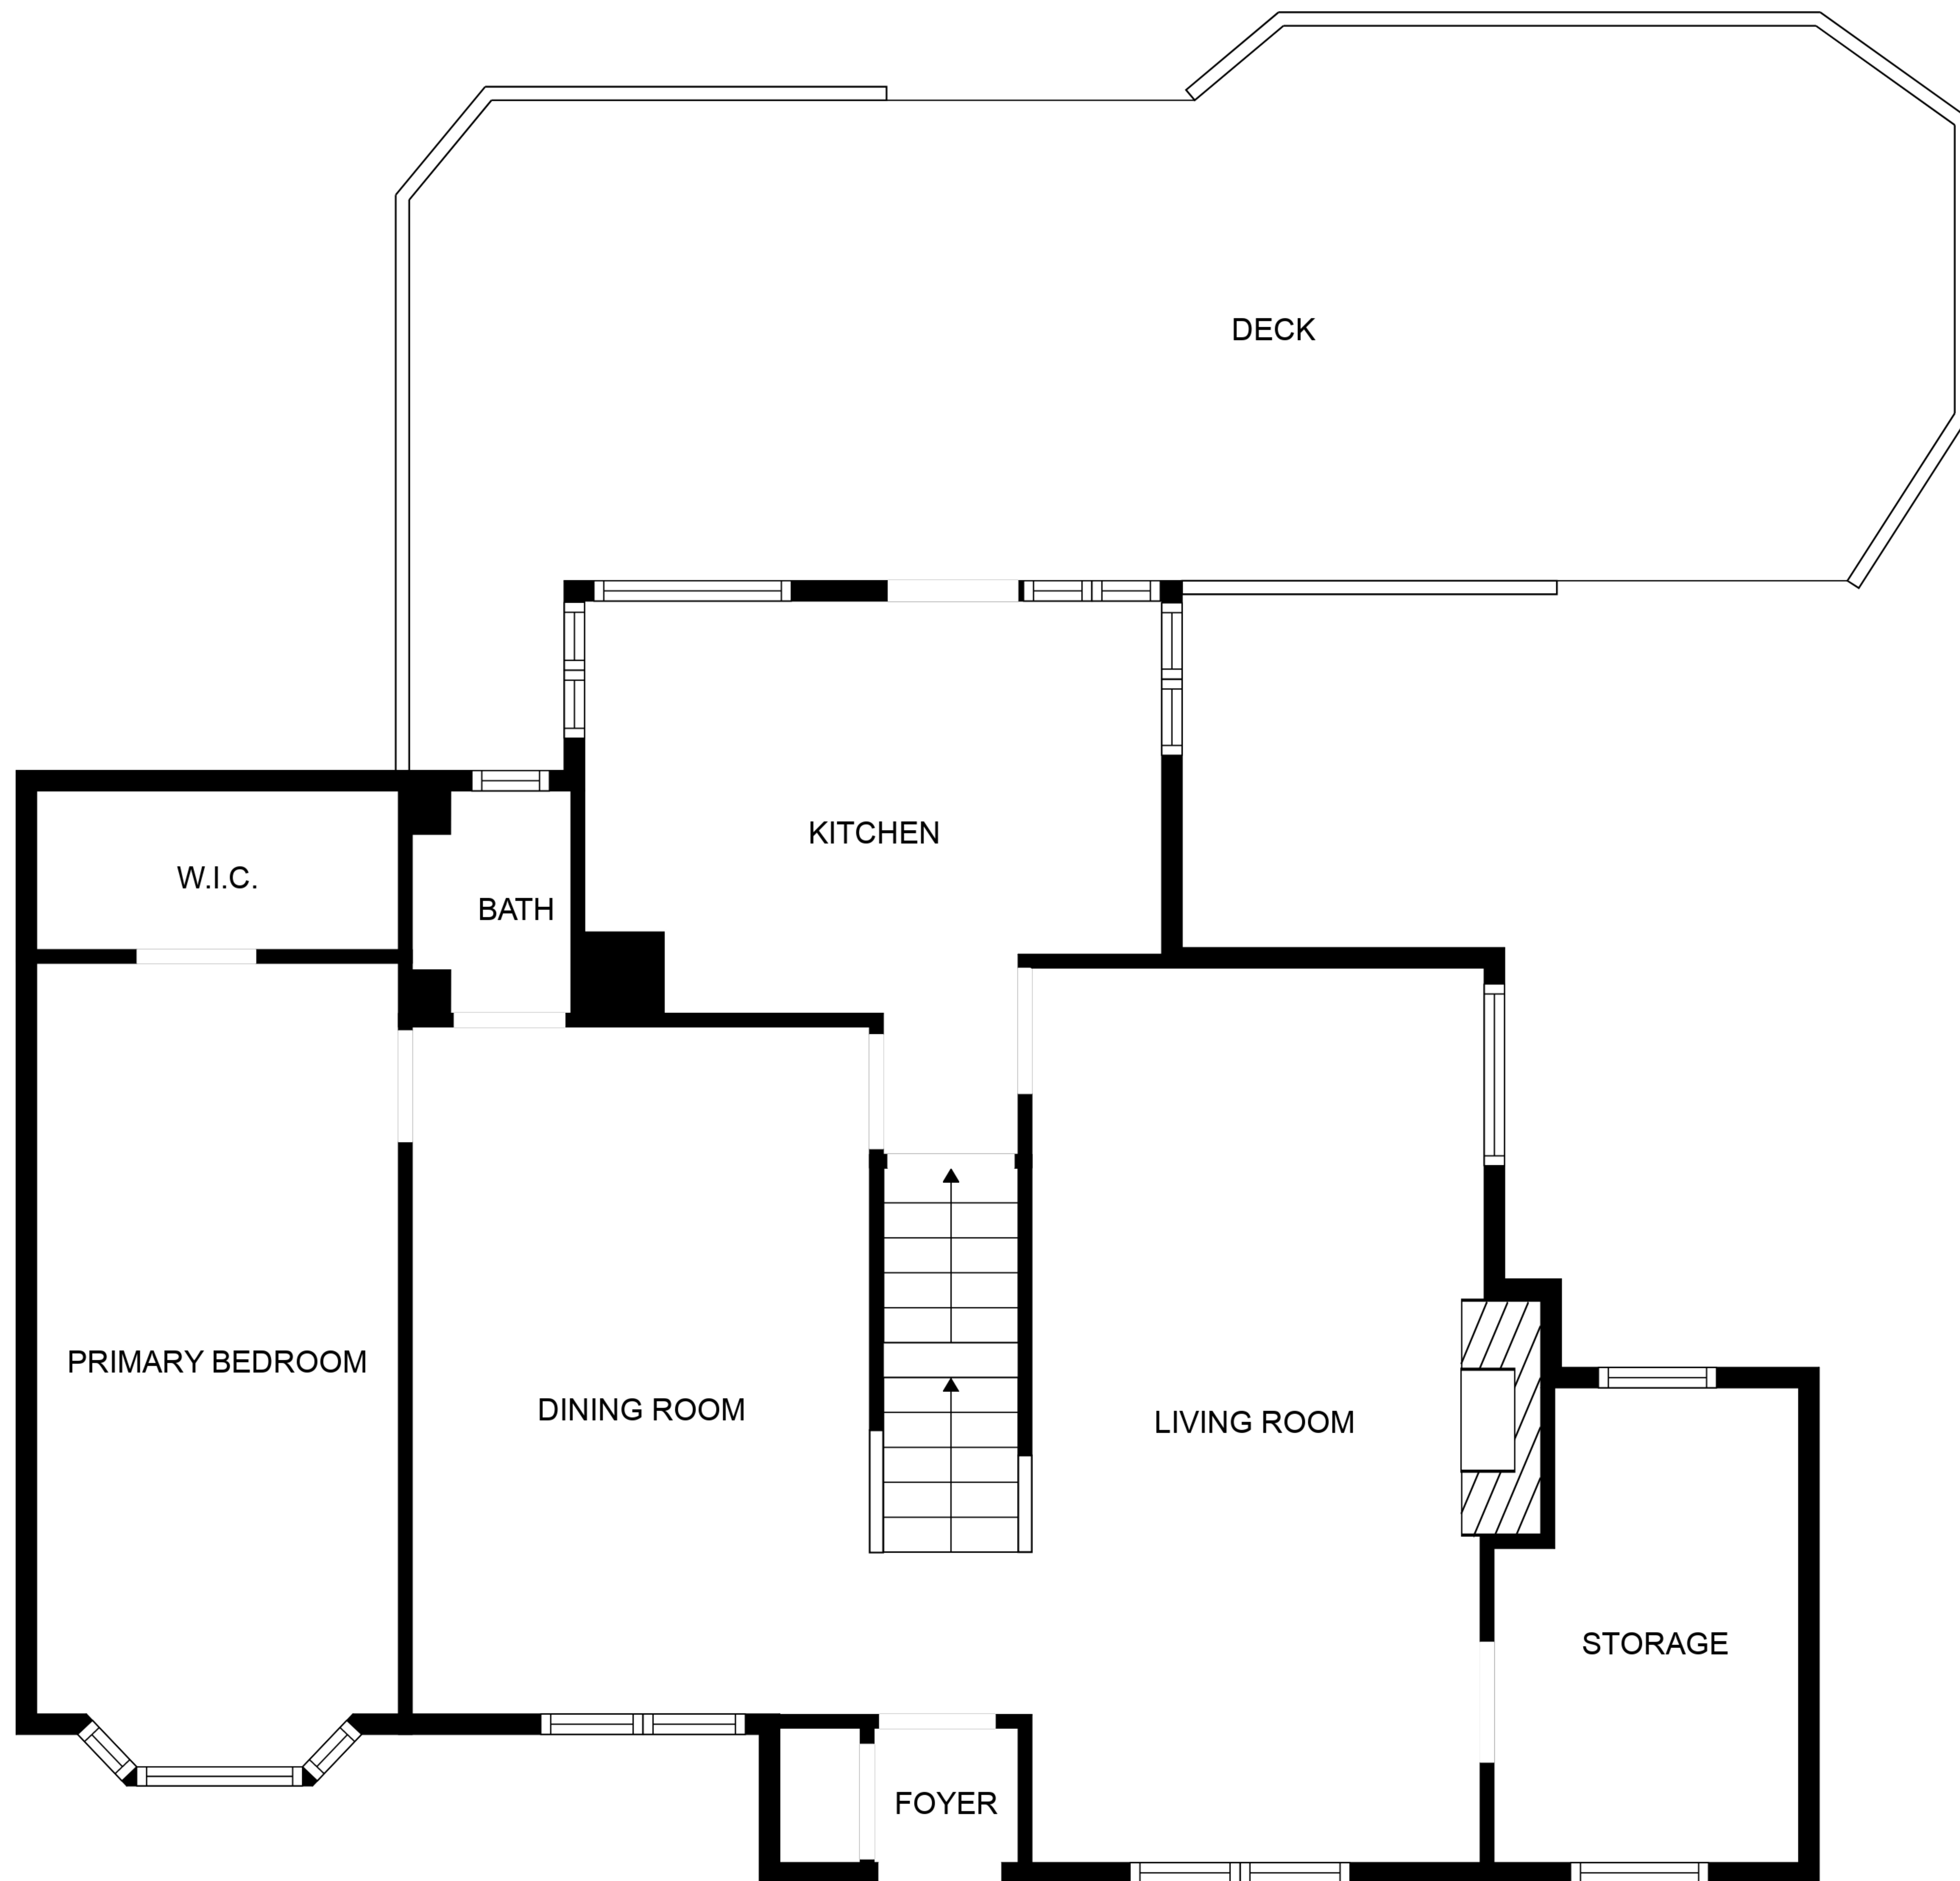 DECK
KITCHEN
W.I.C.
BATH
PRIMARY BEDROOM
DINING ROOM
LIVING ROOM
STORAGE
FOYER